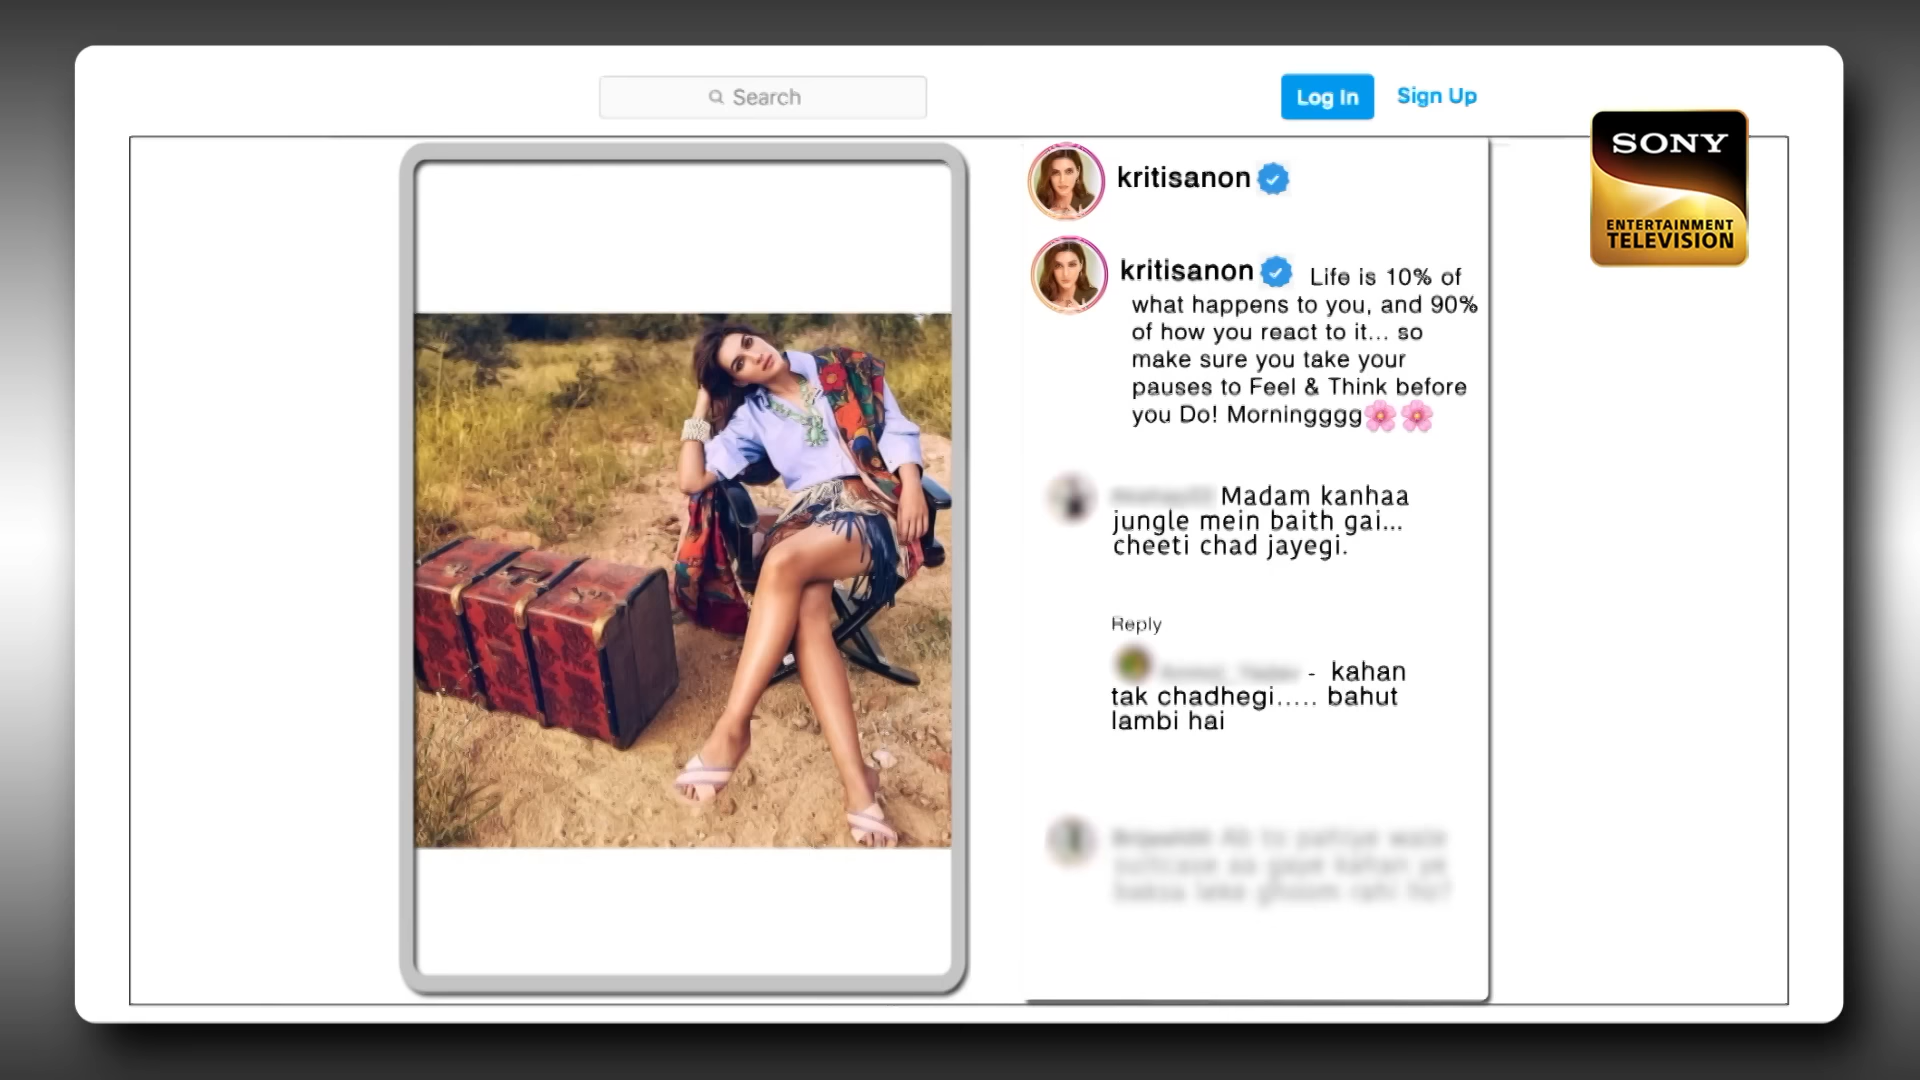 Search
Log In
Sign Up
SONY
ENTERTAINMENT
TELEVISION
kritisanon
kritisanon Life is 10% of
what happens to you, and 90%
of how you react to it... so
make sure you take your
pauses to Feel & Think before
you Do! Morningggg🌸🌸
Madam kanhaa
jungle mein baith gai...
cheeti chad jayegi.
Reply
- kahan
tak chadhegi..... bahut
lambi hai